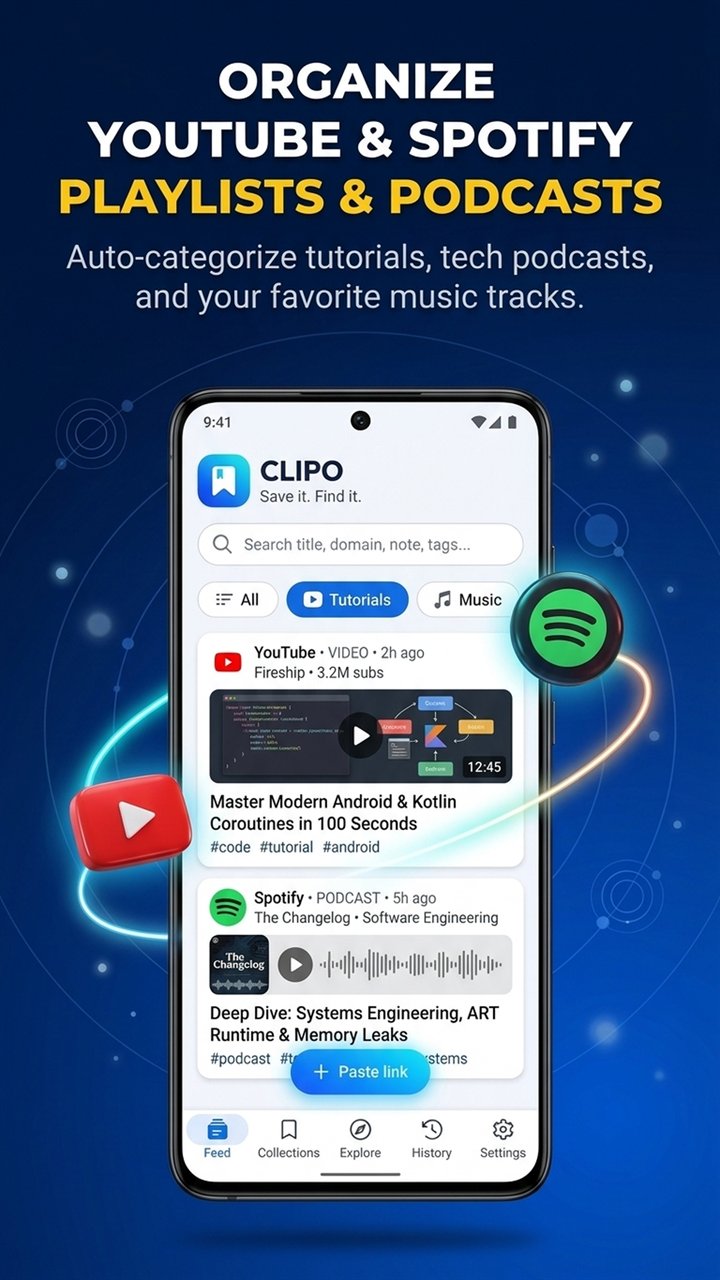 ORGANIZE
YOUTUBE & SPOTIFY
PLAYLISTS & PODCASTS
Auto-categorize tutorials, tech podcasts,
and your favorite music tracks.
9:41
CLIPO
Save it. Find it.
Search title, domain, note, tags...
All
Tutorials
Music
YouTube • VIDEO • 2h ago
Fireship • 3.2M subs
12:45
Master Modern Android & Kotlin
Coroutines in 100 Seconds
#code #tutorial #android
Spotify • PODCAST • 5h ago
The Changelog • Software Engineering
The
Changelog
Deep Dive: Systems Engineering, ART
Runtime & Memory Leaks
#podcast
+ Paste link
Feed
Collections
Explore
History
Settings